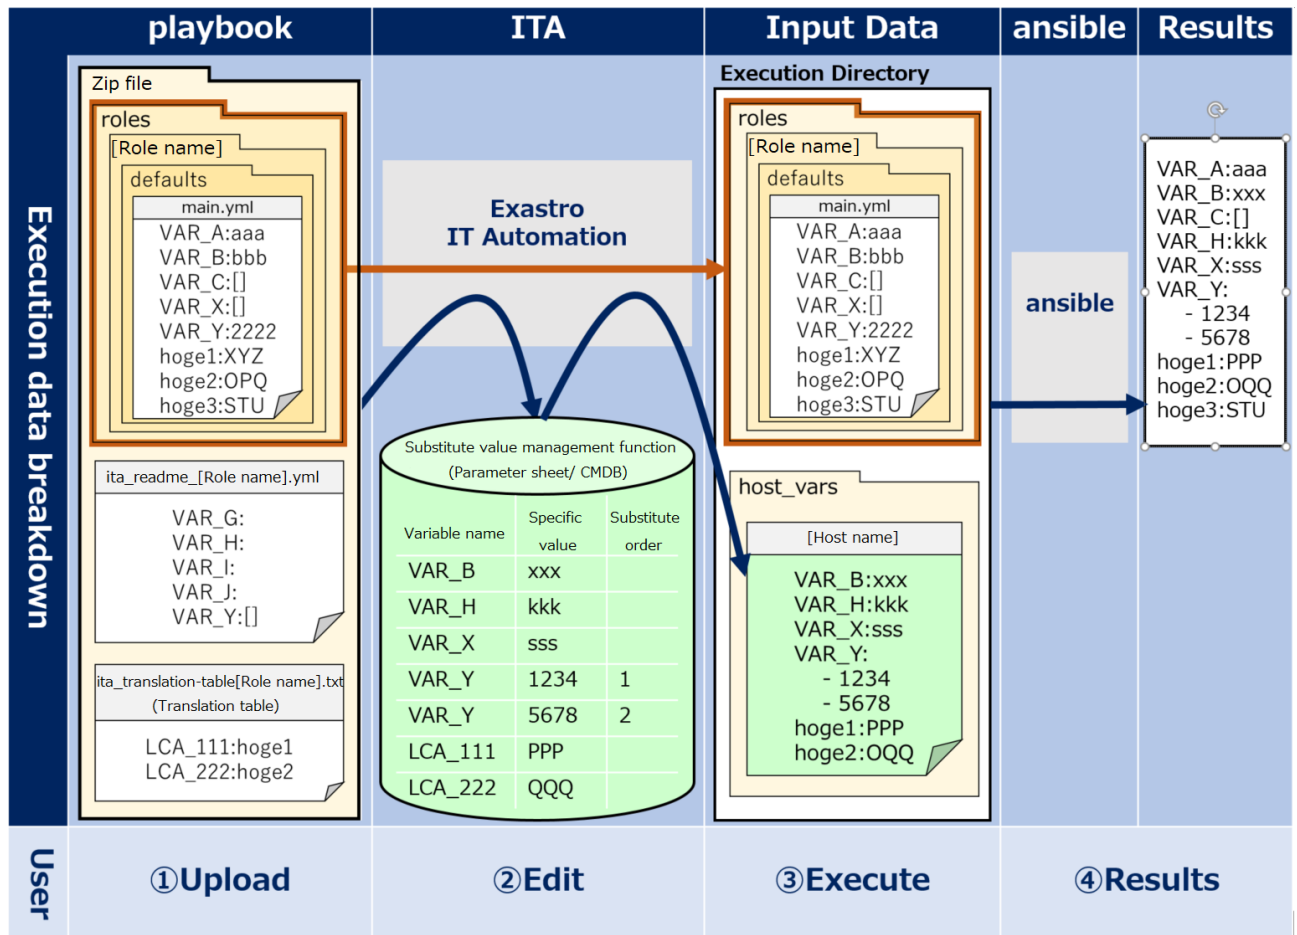 playbook
ITA
Input Data
ansible
Results
Execution data breakdown
Zip file
roles
[Role name]
defaults
main.yml
VAR_A:aaa
VAR_B:bbb
VAR_C:[]
VAR_X:[]
VAR_Y:2222
hoge1:XYZ
hoge2:OPQ
hoge3:STU
ita_readme_[Role name].yml
VAR_G:
VAR_H:
VAR_I:
VAR_J:
VAR_Y:[]
ita_translation-table[Role name].txt
(Translation table)
LCA_111:hoge1
LCA_222:hoge2
Exastro
IT Automation
Substitute value management function
(Parameter sheet/ CMDB)
Variable name Specific value Substitute order
VAR_B xxx
VAR_H kkk
VAR_X sss
VAR_Y 1234 1
VAR_Y 5678 2
LCA_111 PPP
LCA_222 QQQ
Execution Directory
roles
[Role name]
defaults
main.yml
VAR_A:aaa
VAR_B:bbb
VAR_C:[]
VAR_X:[]
VAR_Y:2222
hoge1:XYZ
hoge2:OPQ
hoge3:STU
host_vars
[Host name]
VAR_B:xxx
VAR_H:kkk
VAR_X:sss
VAR_Y:
- 1234
- 5678
hoge1:PPP
hoge2:OQQ
ansible
VAR_A:aaa
VAR_B:xxx
VAR_C:[]
VAR_H:kkk
VAR_X:sss
VAR_Y:
- 1234
- 5678
hoge1:PPP
hoge2:OQQ
hoge3:STU
User
①Upload
②Edit
③Execute
④Results